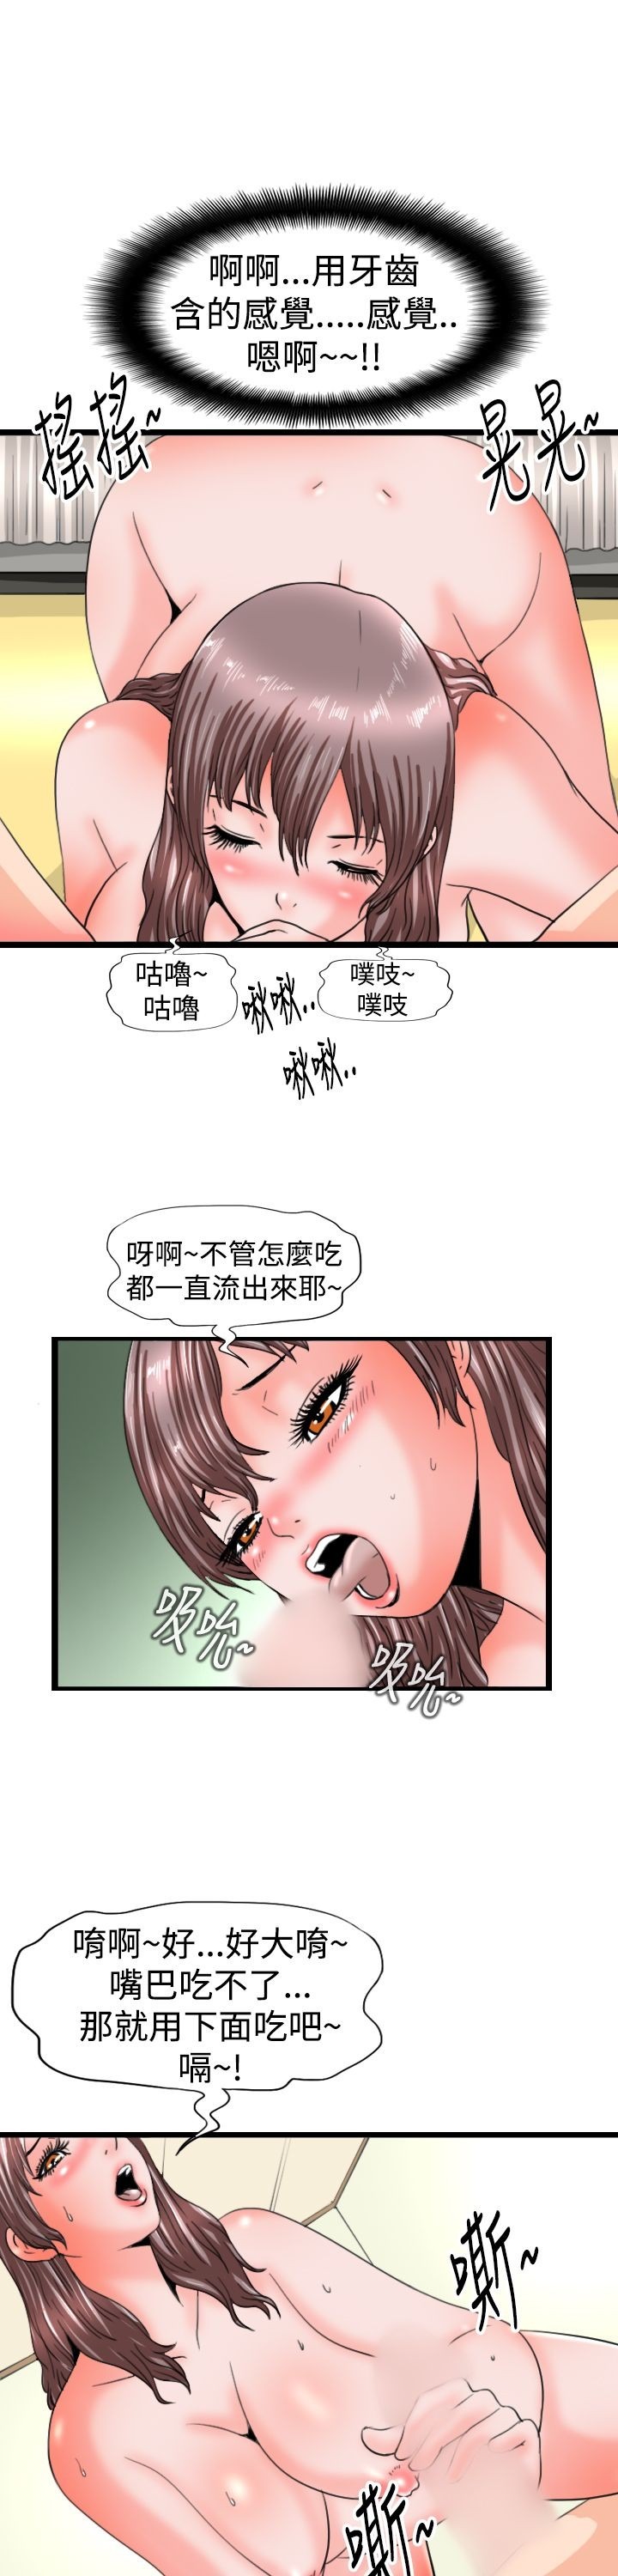 啊啊...用牙齒
含的感覺.....感覺..
嗯啊~~!!
搖搖~
晃晃~
咕嚕~
咕嚕
啾啾..
噗吱~
噗吱
啾啾..
呀啊~不管怎麼吃
都一直流出來耶~
吸吮~
吸吮~
唷啊~好...好大唷~
嘴巴吃不了...
那就用下面吃吧~
嗝~!
嘶~
嘶~